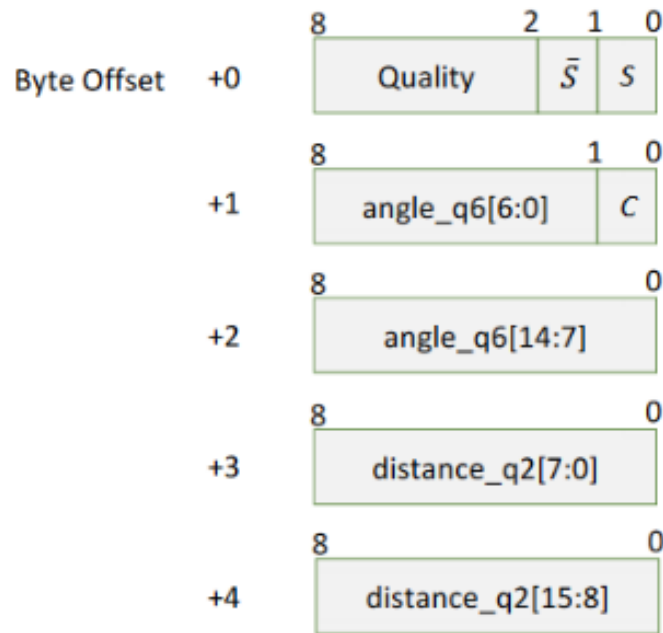 8 2 1 0
Byte Offset +0 Quality S̄ S
8 1 0
+1 angle_q6[6:0] C
8 0
+2 angle_q6[14:7]
8 0
+3 distance_q2[7:0]
8 0
+4 distance_q2[15:8]